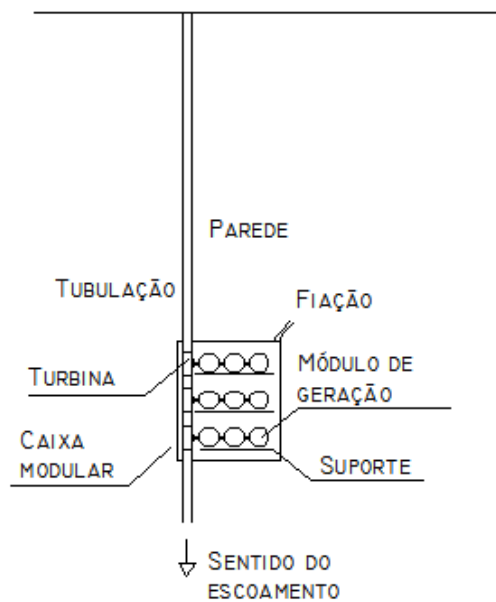 PAREDE
TUBULAÇÃO
FIAÇÃO
TURBINA
MÓDULO DE
GERAÇÃO
CAIXA
MODULAR
SUPORTE
SENTIDO DO
ESCOAMENTO